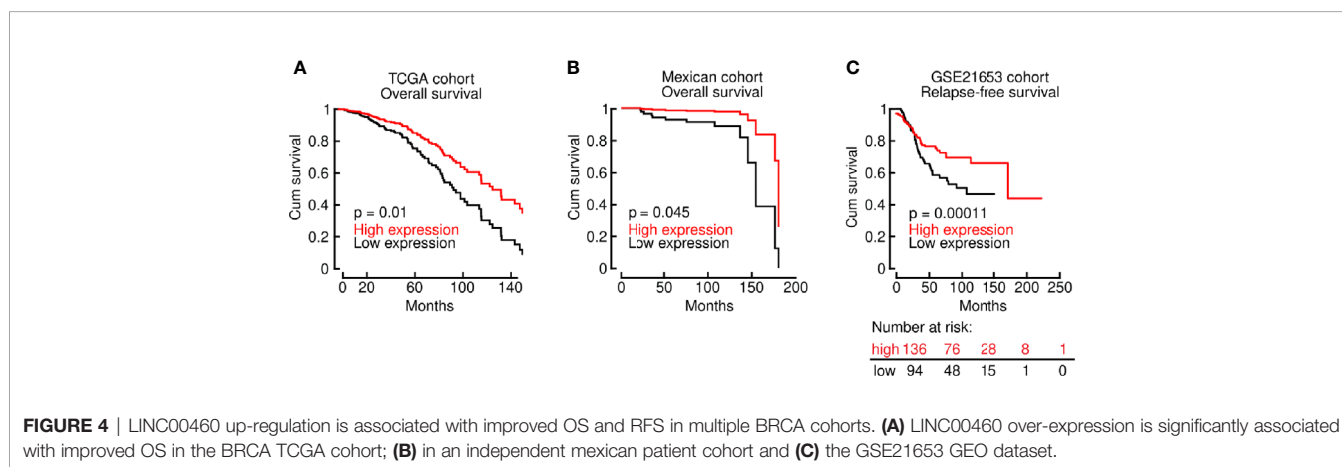 A
TCGA cohort
Overall survival
Cum survival
1
0.8
0.6
0.4
0.2
0
p = 0.01
High expression
Low expression
0 20 60 100 140
Months
B
Mexican cohort
Overall survival
Cum survival
1
0.8
0.6
0.4
0.2
0
p = 0.045
High expression
Low expression
0 50 100 150 200
Months
C
GSE21653 cohort
Relapse-free survival
Cum survival
1
0.8
0.6
0.4
0.2
0
p = 0.00011
High expression
Low expression
0 50 100 150 200 250
Months
Number at risk:
high 136 76 28 8 1
low 94 48 15 1 0
FIGURE 4 | LINC00460 up-regulation is associated with improved OS and RFS in multiple BRCA cohorts. (A) LINC00460 over-expression is significantly associated
with improved OS in the BRCA TCGA cohort; (B) in an independent mexican patient cohort and (C) the GSE21653 GEO dataset.